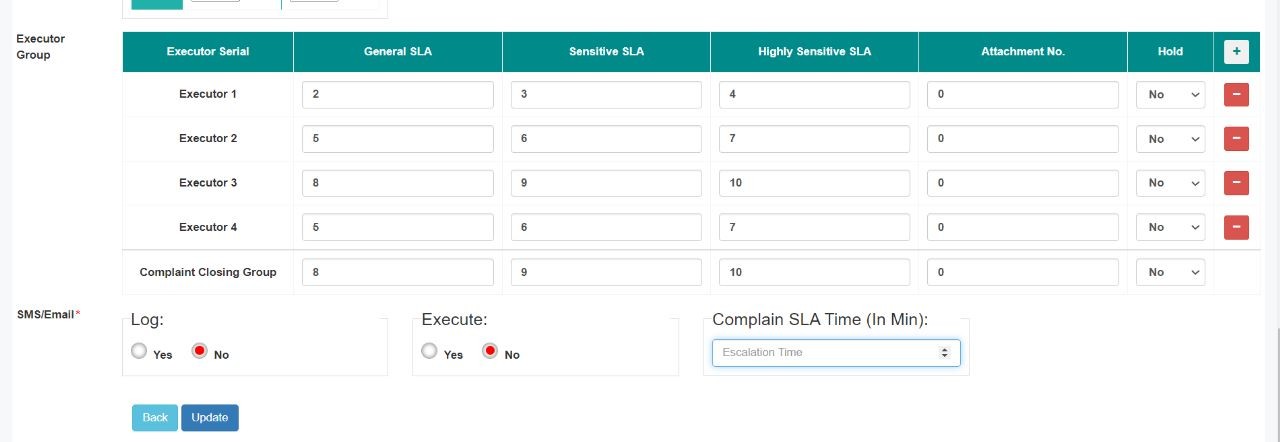 Executor Group
Executor Serial General SLA Sensitive SLA Highly Sensitive SLA Attachment No. Hold +
Executor 1 2 3 4 0 No −
Executor 2 5 6 7 0 No −
Executor 3 8 9 10 0 No −
Executor 4 5 6 7 0 No −
Complaint Closing Group 8 9 10 0 No
SMS/Email*
Log: Execute: Complain SLA Time (In Min):
Yes No Yes No Escalation Time
Back Update